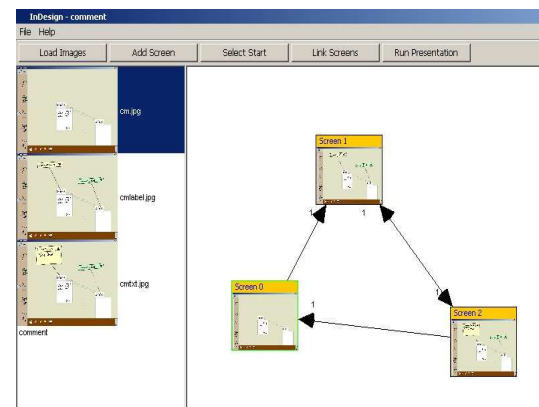 InDesign - comment
File Help
Load Images Add Screen Select Start Link Screens Run Presentation
cm.jpg
cmlabel.jpg
cmtxt.jpg
comment
Screen 1
1 1
Screen 0
1
1
Screen 2